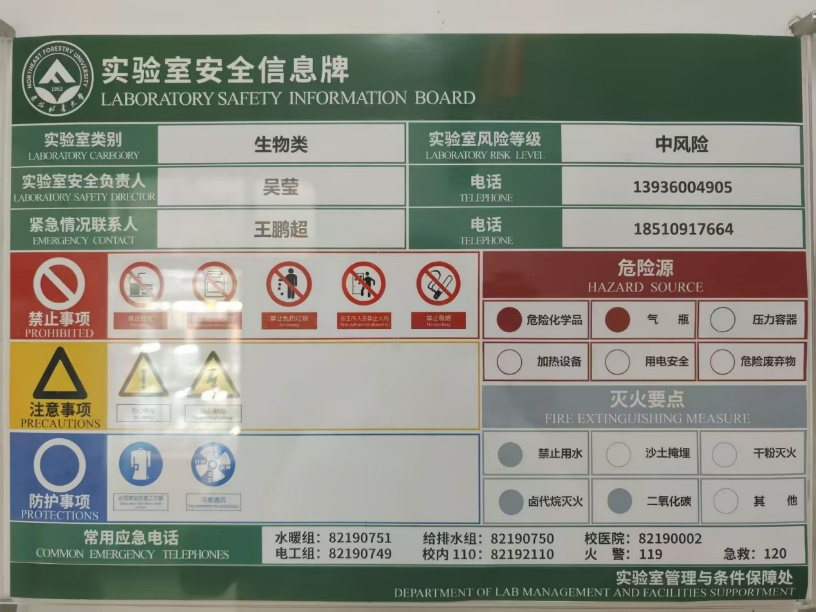 NORTHEAST FORESTRY UNIVERSITY
1952
实验室安全信息牌
LABORATORY SAFETY INFORMATION BOARD
实验室类别 生物类 实验室风险等级 中风险
LABORATORY CAREGORY LABORATORY RISK LEVEL
实验室安全负责人 吴莹 电话 13936004905
LABORATORY SAFETY DIRECTOR TELEPHONE
紧急情况联系人 王鹏超 电话 18510917664
EMERGENCY CONTACT TELEPHONE
禁止事项
PROHIBITED
禁止乱扔垃圾
非工作人员禁止入内
禁止吸烟
No smoking
注意事项
PRECAUTIONS
防护事项
PROTECTIONS
必须穿实验工作服
注意通风
危险源
HAZARD SOURCE
危险化学品 气 瓶 压力容器
加热设备 用电安全 危险废弃物
灭火要点
FIRE EXTINGUISHING MEASURE
禁止用水 沙土掩埋 干粉灭火
卤代烷灭火 二氧化碳 其 他
常用应急电话
COMMON EMERGENCY TELEPHONES
水暖组：82190751 给排水组：82190750 校医院：82190002
电工组：82190749 校内 110：82192110 火 警：119 急救：120
实验室管理与条件保障处
DEPARTMENT OF LAB MANAGEMENT AND FACILITIES SUPPORTMENT